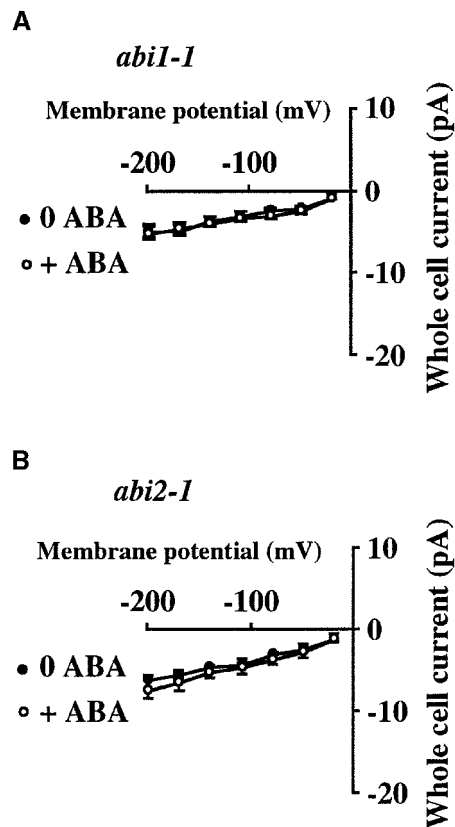 A
abi1-1
Membrane potential (mV)
-200 -100
10
0
-10
-20
Whole cell current (pA)
● 0 ABA
○ + ABA
B
abi2-1
Membrane potential (mV)
-200 -100
10
0
-10
-20
Whole cell current (pA)
● 0 ABA
○ + ABA